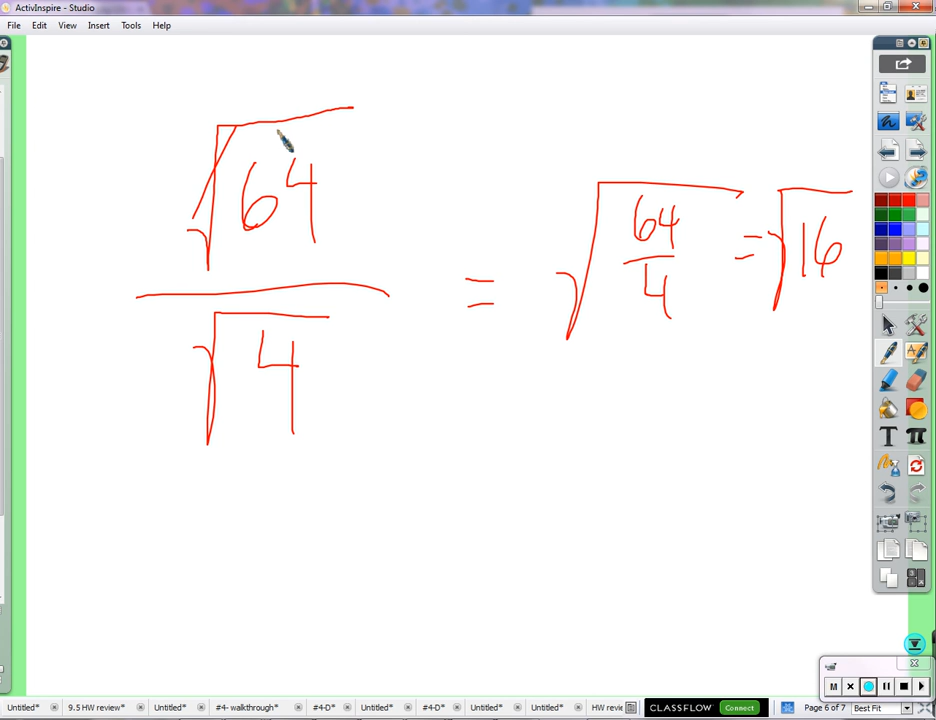 ActivInspire - Studio
File Edit View Insert Tools Help
√64 / √4 = √(64/4) = √16
Untitled* 9.5 HW review* Untitled* #4- walkthrough* #4-D* Untitled* #4-D* Untitled* Untitled* HW revie CLASSFLOW Connect Page 6 of 7 Best Fit
M